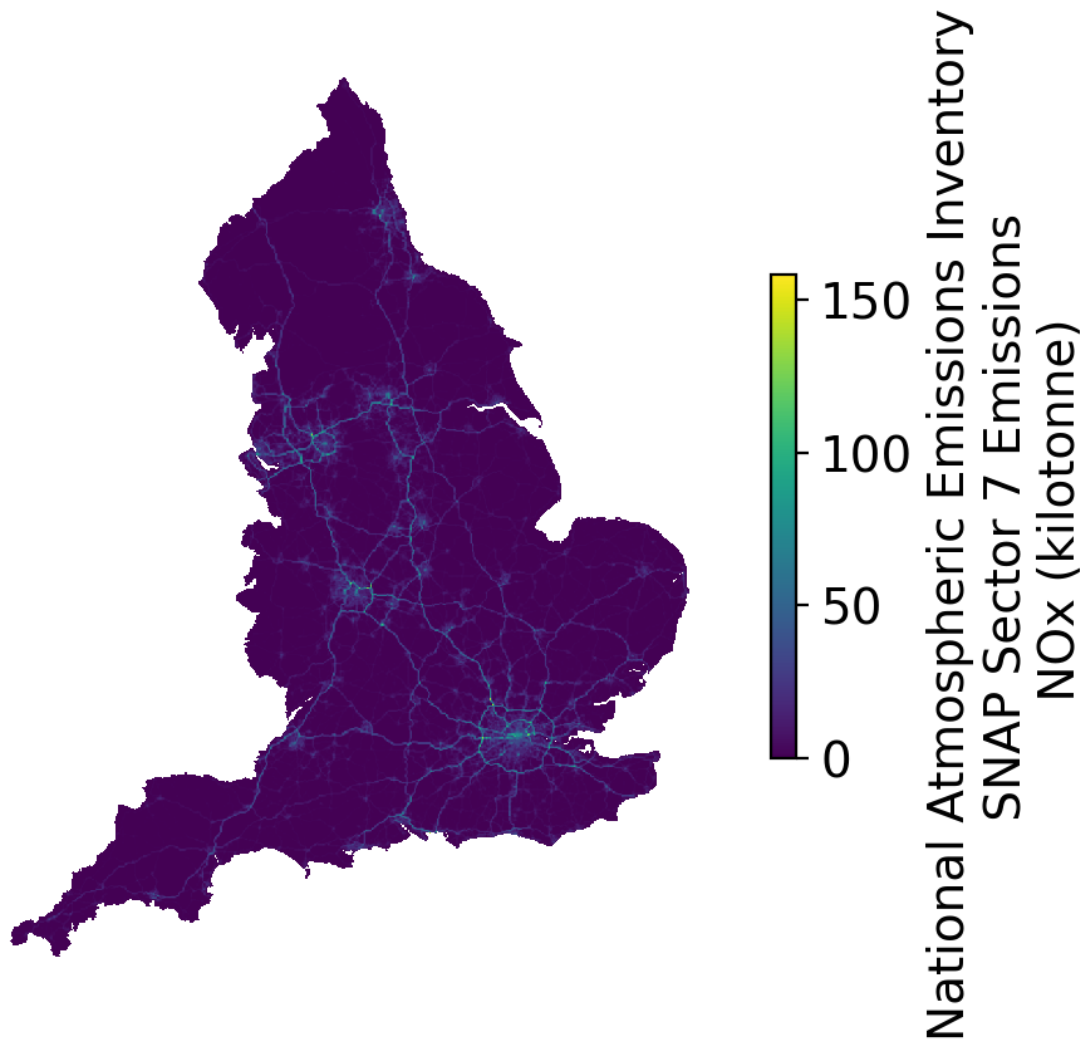 150
100
50
0
National Atmospheric Emissions Inventory
SNAP Sector 7 Emissions
NOx (kilotonne)